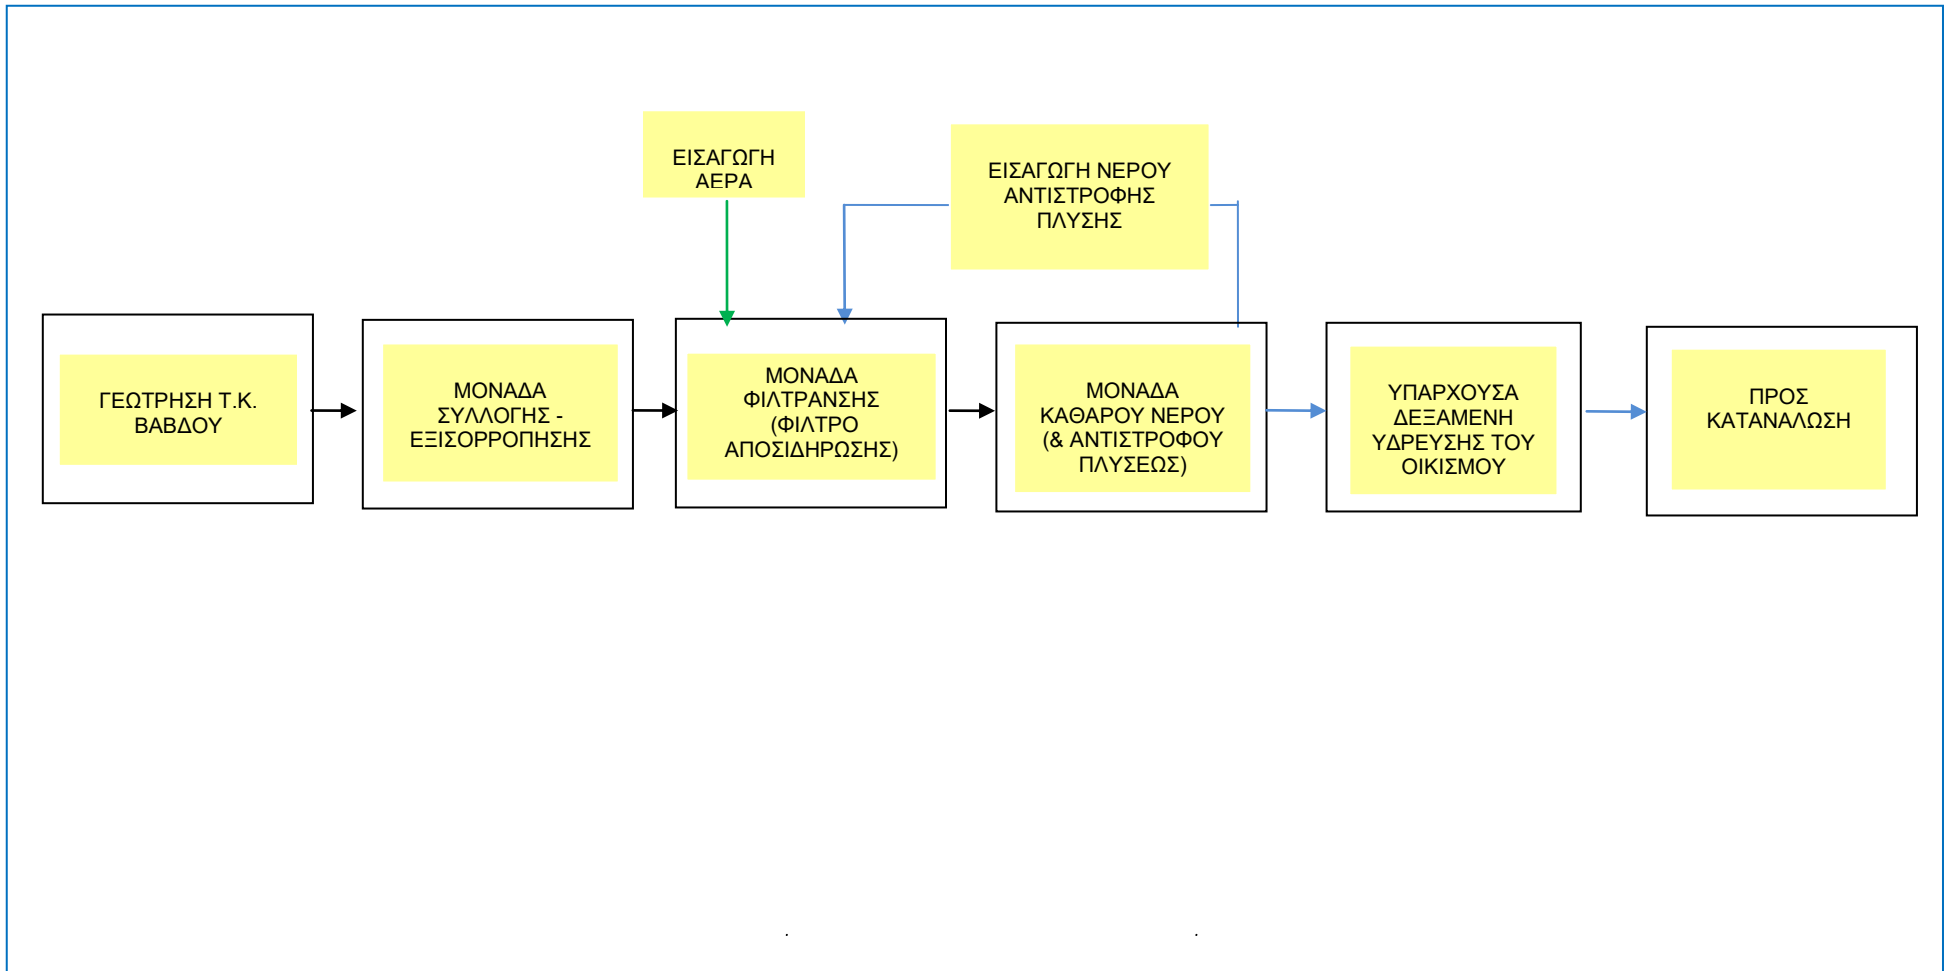 ΕΙΣΑΓΩΓΗ
ΑΕΡΑ
ΕΙΣΑΓΩΓΗ ΝΕΡΟΥ
ΑΝΤΙΣΤΡΟΦΗΣ
ΠΛΥΣΗΣ
ΓΕΩΤΡΗΣΗ Τ.Κ.
ΒΑΒΔΟΥ
ΜΟΝΑΔΑ
ΣΥΛΛΟΓΗΣ -
ΕΞΙΣΟΡΡΟΠΗΣΗΣ
ΜΟΝΑΔΑ
ΦΙΛΤΡΑΝΣΗΣ
(ΦΙΛΤΡΟ
ΑΠΟΣΙΔΗΡΩΣΗΣ)
ΜΟΝΑΔΑ
ΚΑΘΑΡΟΥ ΝΕΡΟΥ
(& ΑΝΤΙΣΤΡΟΦΟΥ
ΠΛΥΣΕΩΣ)
ΥΠΑΡΧΟΥΣΑ
ΔΕΞΑΜΕΝΗ
ΥΔΡΕΥΣΗΣ ΤΟΥ
ΟΙΚΙΣΜΟΥ
ΠΡΟΣ
ΚΑΤΑΝΑΛΩΣΗ